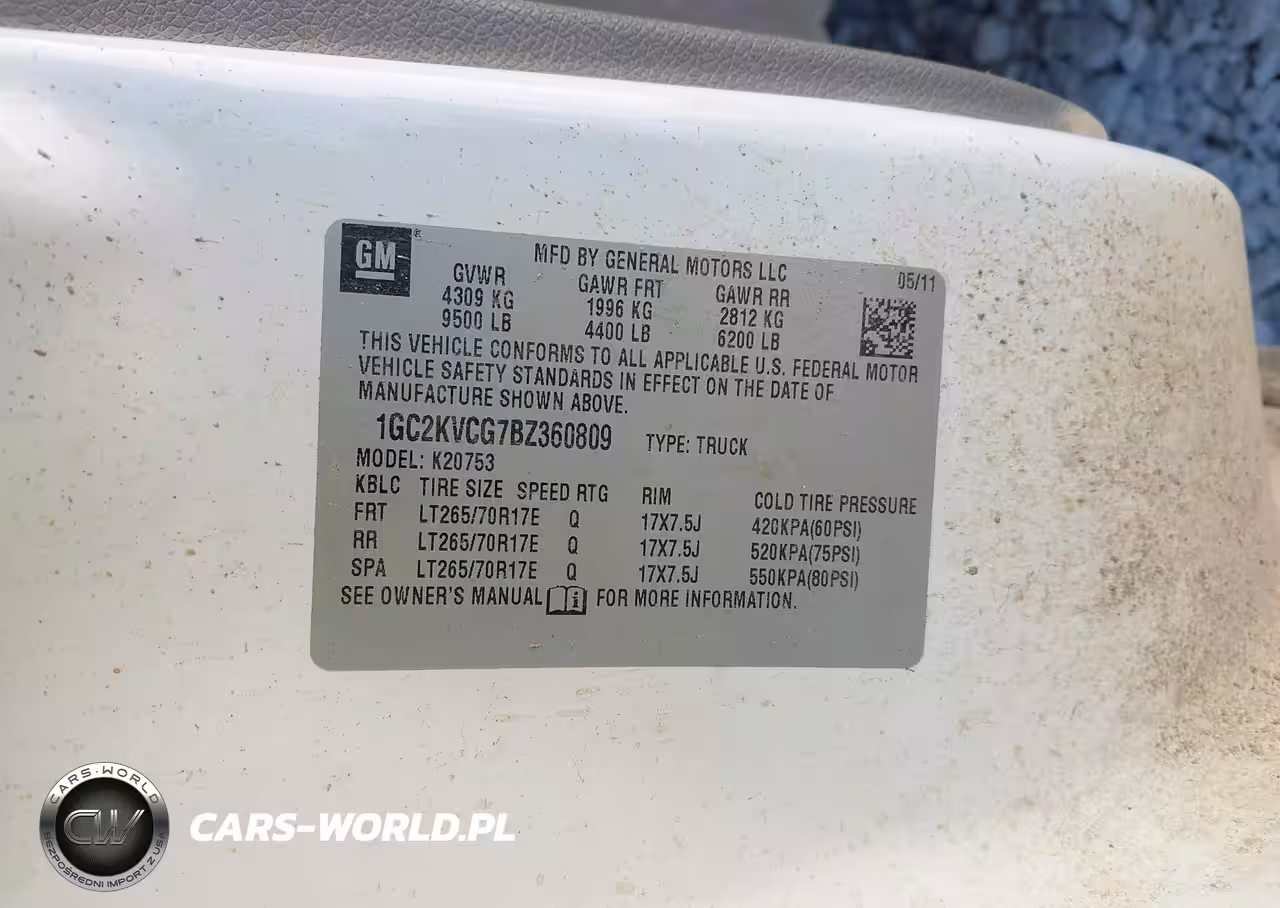 GM
MFD BY GENERAL MOTORS LLC 05/11
GVWR GAWR FRT GAWR RR
4309 KG 1996 KG 2812 KG
9500 LB 4400 LB 6200 LB
THIS VEHICLE CONFORMS TO ALL APPLICABLE U.S. FEDERAL MOTOR
VEHICLE SAFETY STANDARDS IN EFFECT ON THE DATE OF
MANUFACTURE SHOWN ABOVE.
1GC2KVCG7BZ360809 TYPE: TRUCK
MODEL: K20753
KBLC TIRE SIZE SPEED RTG RIM COLD TIRE PRESSURE
FRT LT265/70R17E Q 17X7.5J 420KPA(60PSI)
RR LT265/70R17E Q 17X7.5J 520KPA(75PSI)
SPA LT265/70R17E Q 17X7.5J 550KPA(80PSI)
SEE OWNER'S MANUAL FOR MORE INFORMATION.
CARS-WORLD
CW
BEZPOŚREDNI IMPORT Z USA
CARS-WORLD.PL